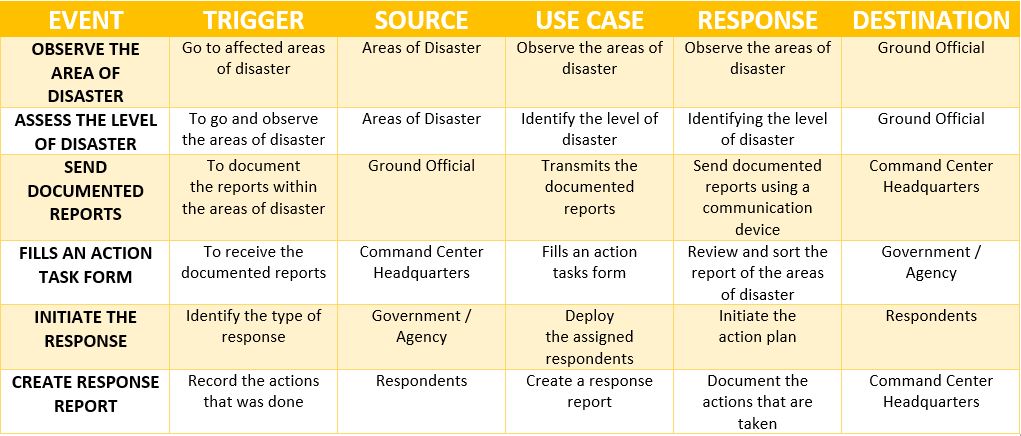 EVENT TRIGGER SOURCE USE CASE RESPONSE DESTINATION
OBSERVE THE
AREA OF
DISASTER
Go to affected areas
of disaster
Areas of Disaster
Observe the areas of
disaster
Observe the areas of
disaster
Ground Official
ASSESS THE LEVEL
OF DISASTER
To go and observe
the areas of disaster
Areas of Disaster
Identify the level of
disaster
Identifying the level
of disaster
Ground Official
SEND
DOCUMENTED
REPORTS
To document
the reports within
the areas of disaster
Ground Official
Transmits the
documented
reports
Send documented
reports using a
communication
device
Command Center
Headquarters
FILLS AN ACTION
TASK FORM
To receive the
documented reports
Command Center
Headquarters
Fills an action
tasks form
Review and sort the
report of the areas
of disaster
Government /
Agency
INITIATE THE
RESPONSE
Identify the type of
response
Government /
Agency
Deploy
the assigned
respondents
Initiate the
action plan
Respondents
CREATE RESPONSE
REPORT
Record the actions
that was done
Respondents
Create a response
report
Document the
actions that are
taken
Command Center
Headquarters